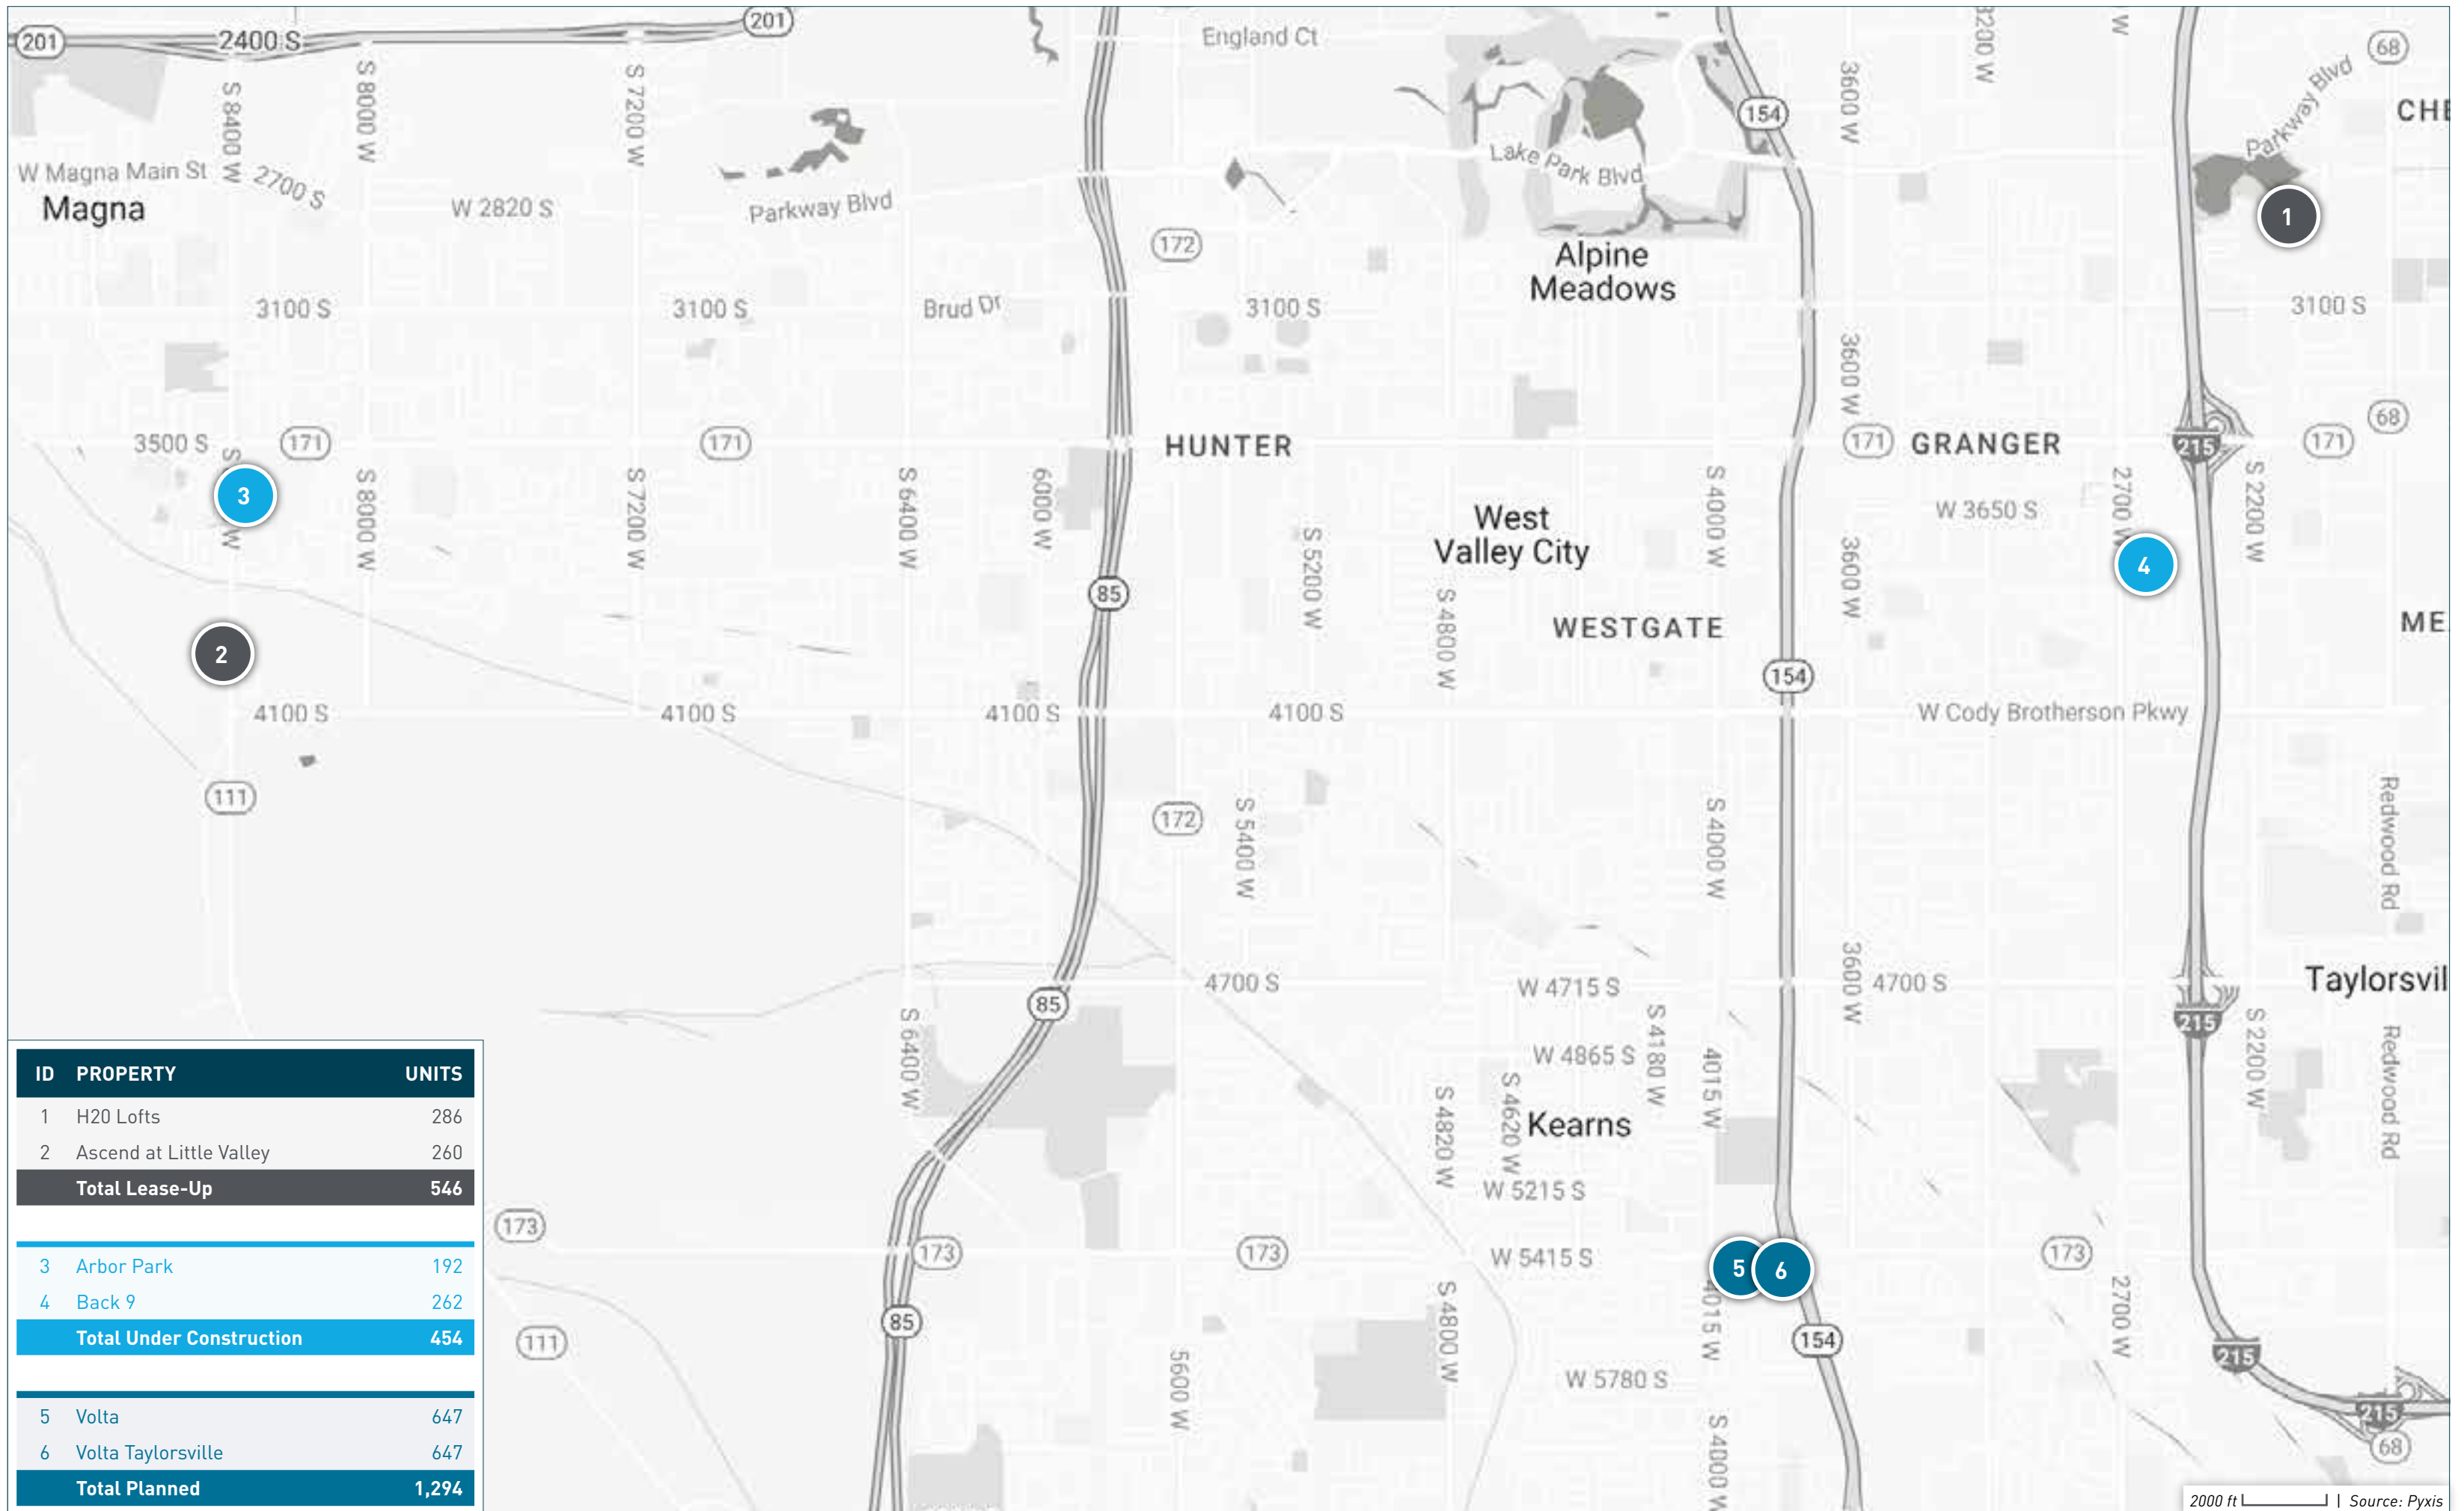 201
2400 S
201
England Ct
3200 W
W
68
S 8400 W
S 8000 W
S 7200 W
154
3600 W
Parkway Blvd
W Magna Main St
2700 S
Magna
W 2820 S
Parkway Blvd
Lake Park Blvd
1
172
Alpine
Meadows
3100 S
3100 S
Brud Dr
3100 S
3100 S
3600 W
3500 S
171
171
HUNTER
171
GRANGER
215
171
68
S
W
3
S 8000 W
S 7200 W
S 6400 W
6000 W
West
Valley City
S 4000 W
W 3650 S
2700 W
S 2200 W
S 5200 W
3600 W
4
85
S 4800 W
WESTGATE
2
154
4100 S
4100 S
4100 S
4100 S
W Cody Brotherson Pkwy
111
172
S 5400 W
S 4000 W
Redwood Rd
4700 S
W 4715 S
3600 W
4700 S
Taylorsvil
85
215
S 6400 W
W 4865 S
S 4180 W
4015 W
S 2200 W
Redwood Rd
S 4820 W
S 4620 W
Kearns
W 5215 S
173
173
173
W 5415 S
5
6
173
4015 W
2700 W
85
111
S 4800 W
154
215
5600 W
W 5780 S
215
68
S 4000 W
ID PROPERTY UNITS
1 H20 Lofts 286
2 Ascend at Little Valley 260
Total Lease-Up 546
3 Arbor Park 192
4 Back 9 262
Total Under Construction 454
5 Volta 647
6 Volta Taylorsville 647
Total Planned 1,294
2000 ft | Source: Pyxis